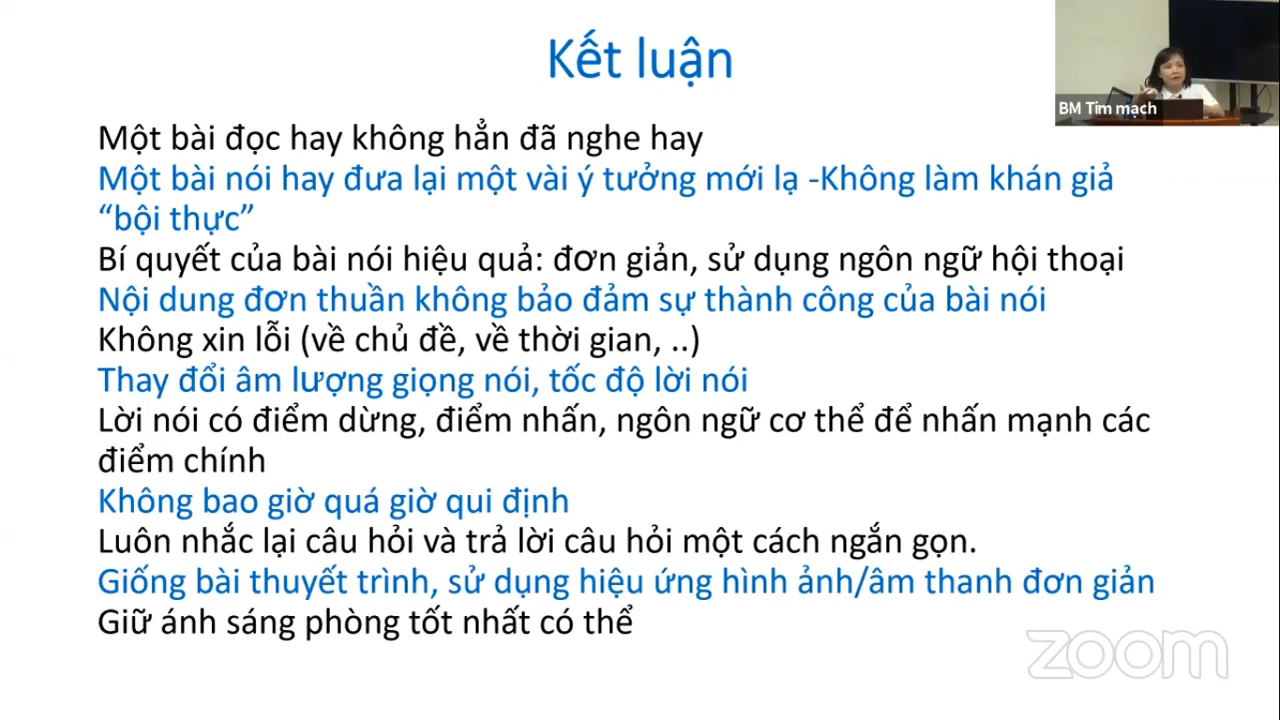 Kết luận
BM Tim mạch
Một bài đọc hay không hẳn đã nghe hay
Một bài nói hay đưa lại một vài ý tưởng mới lạ -Không làm khán giả
“bội thực”
Bí quyết của bài nói hiệu quả: đơn giản, sử dụng ngôn ngữ hội thoại
Nội dung đơn thuần không bảo đảm sự thành công của bài nói
Không xin lỗi (về chủ đề, về thời gian, ..)
Thay đổi âm lượng giọng nói, tốc độ lời nói
Lời nói có điểm dừng, điểm nhấn, ngôn ngữ cơ thể để nhấn mạnh các
điểm chính
Không bao giờ quá giờ qui định
Luôn nhắc lại câu hỏi và trả lời câu hỏi một cách ngắn gọn.
Giống bài thuyết trình, sử dụng hiệu ứng hình ảnh/âm thanh đơn giản
Giữ ánh sáng phòng tốt nhất có thể
zoom